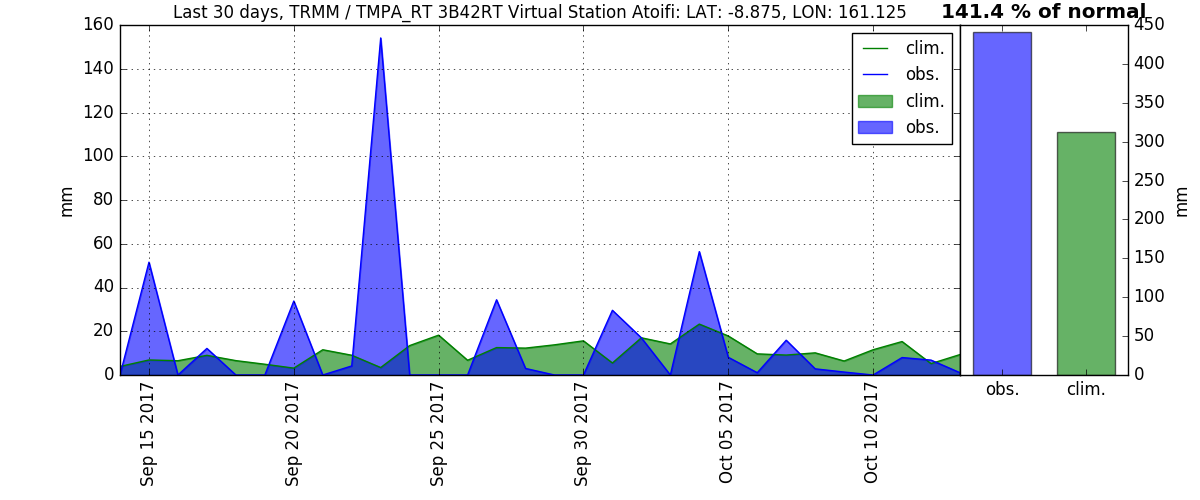 Last 30 days, TRMM / TMPA_RT 3B42RT Virtual Station Atoifi: LAT: -8.875, LON: 161.125
141.4 % of normal
160
140
120
100
80
60
40
20
0
mm
clim.
obs.
clim.
obs.
Sep 15 2017
Sep 20 2017
Sep 25 2017
Sep 30 2017
Oct 05 2017
Oct 10 2017
450
400
350
300
250
200
150
100
50
0
mm
obs.
clim.